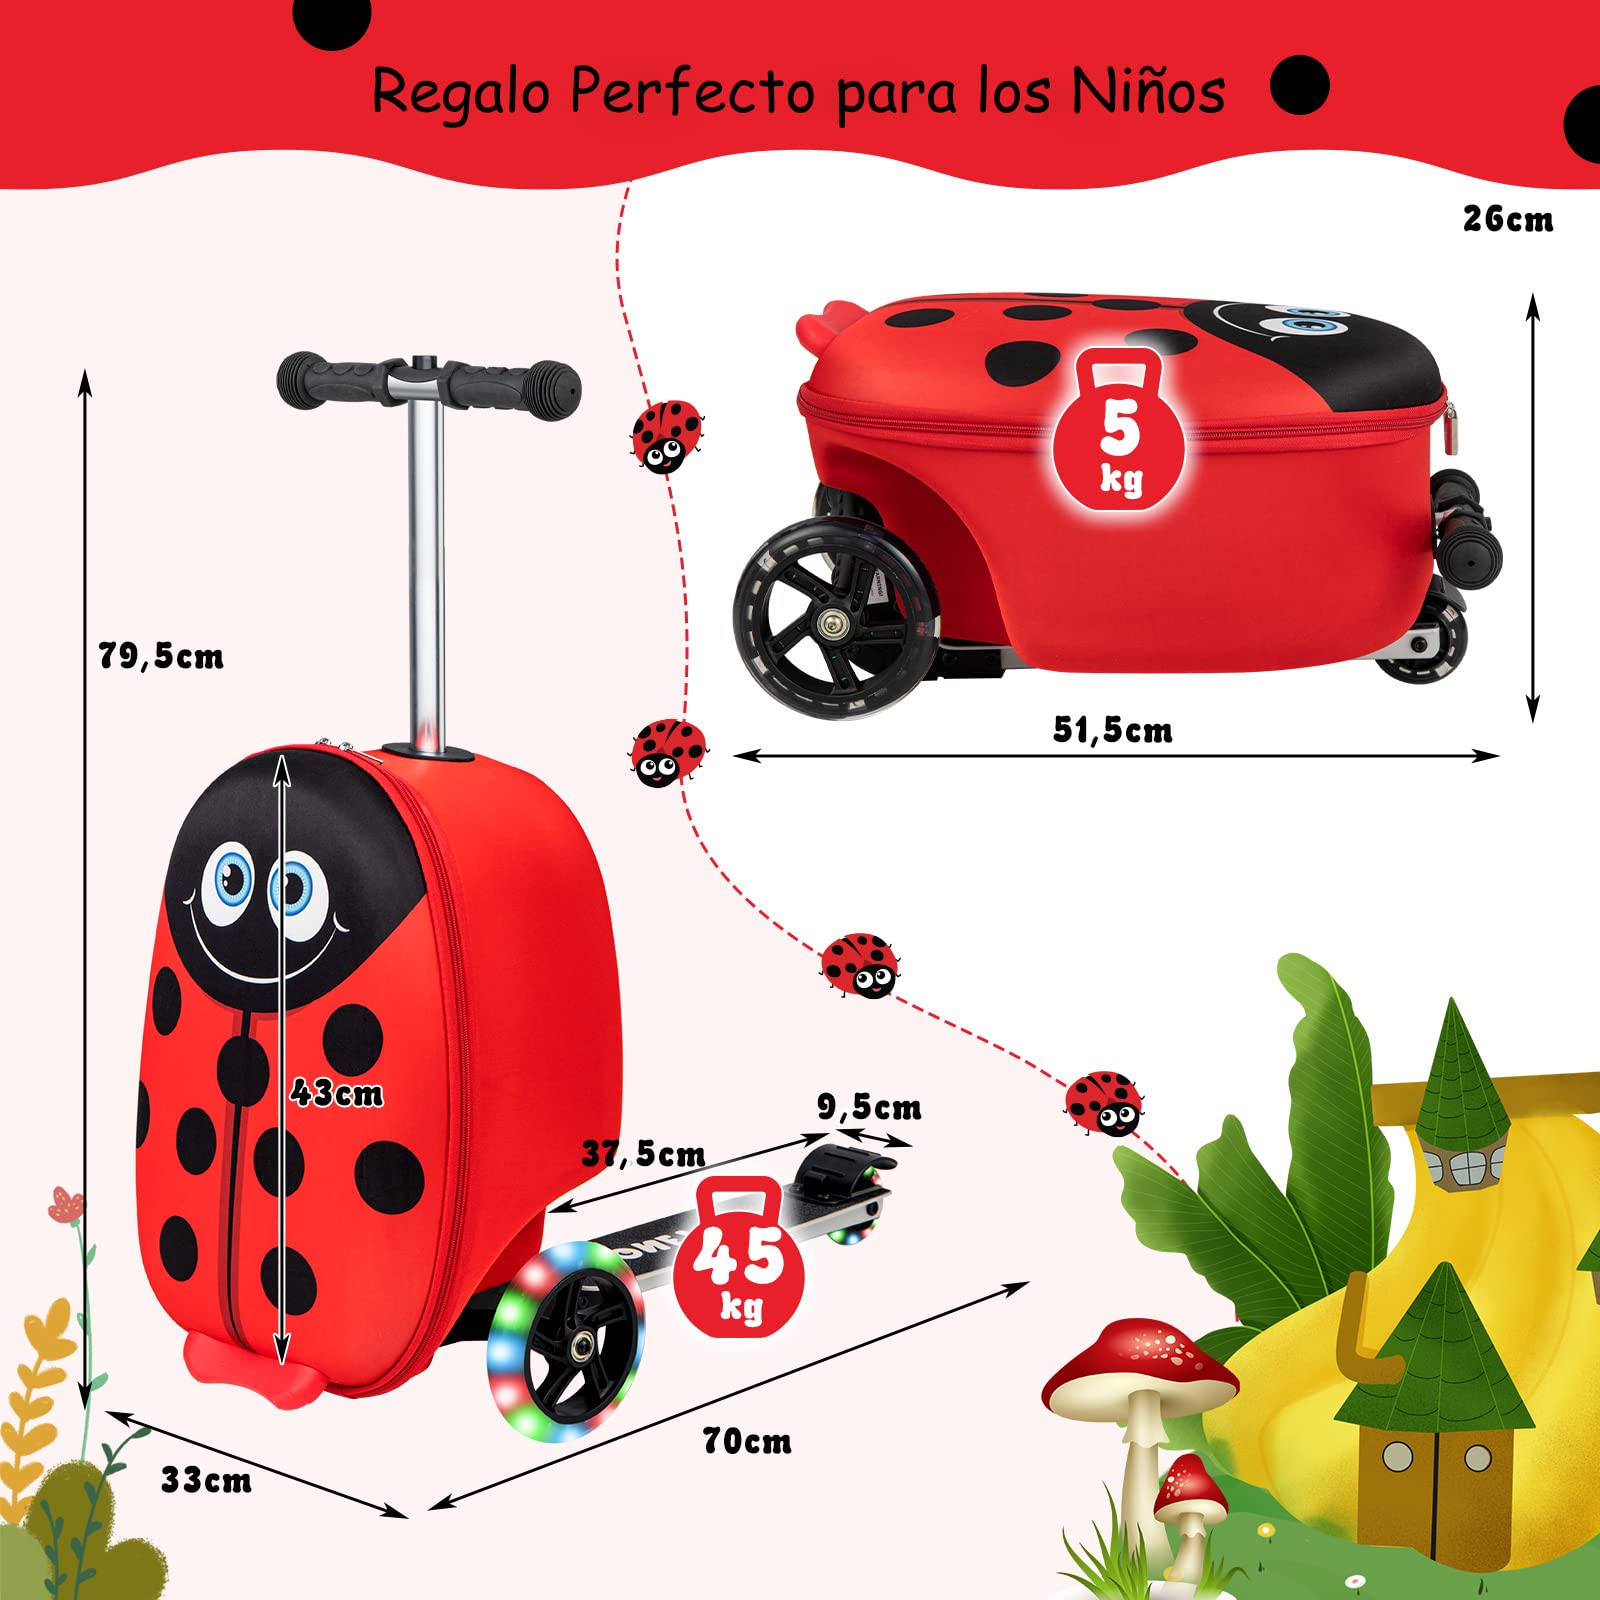 Regalo Perfecto para los Niños
26cm
5
kg
79,5cm
51,5cm
43cm
9,5cm
37,5cm
45
kg
70cm
33cm